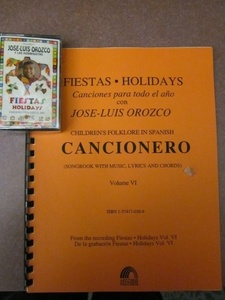 JOSE-LUIS OROZCO
FIESTAS
HOLIDAYS
FIESTAS • HOLIDAYS
Canciones para todo el año
con
JOSE-LUIS OROZCO
CHILDREN'S FOLKLORE IN SPANISH
CANCIONERO
(SONGBOOK WITH MUSIC, LYRICS AND CHORDS)
Volume VI
From the recording Fiestas • Holidays Vol. VI
De la grabación Fiestas • Holidays Vol. VI